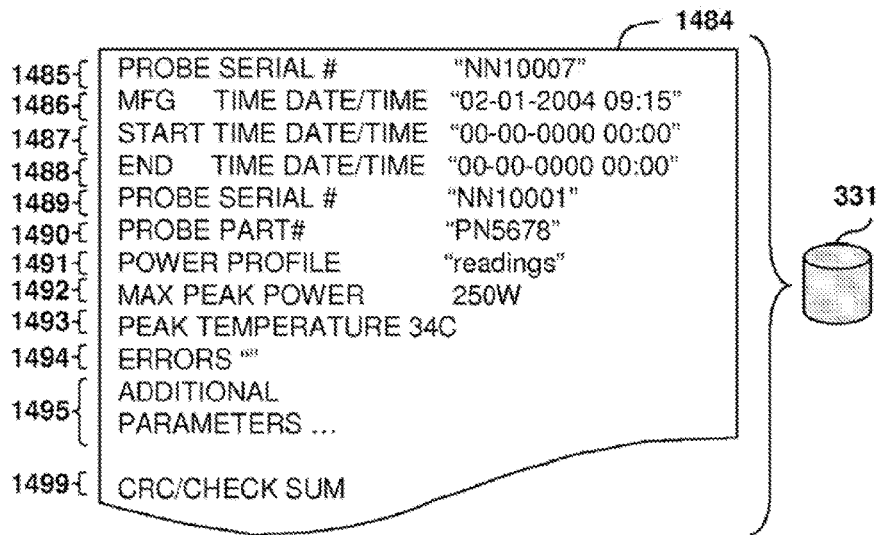 1484
1485{ PROBE SERIAL # "NN10007"
1486{ MFG TIME DATE/TIME "02-01-2004 09:15"
1487{ START TIME DATE/TIME "00-00-0000 00:00"
1488{ END TIME DATE/TIME "00-00-0000 00:00"
1489{ PROBE SERIAL # "NN10001"
331
1490{ PROBE PART# "PN5678"
1491{ POWER PROFILE "readings"
1492{ MAX PEAK POWER 250W
1493{ PEAK TEMPERATURE 34C
1494{ ERRORS ""
1495{ ADDITIONAL
PARAMETERS ...
1499{ CRC/CHECK SUM